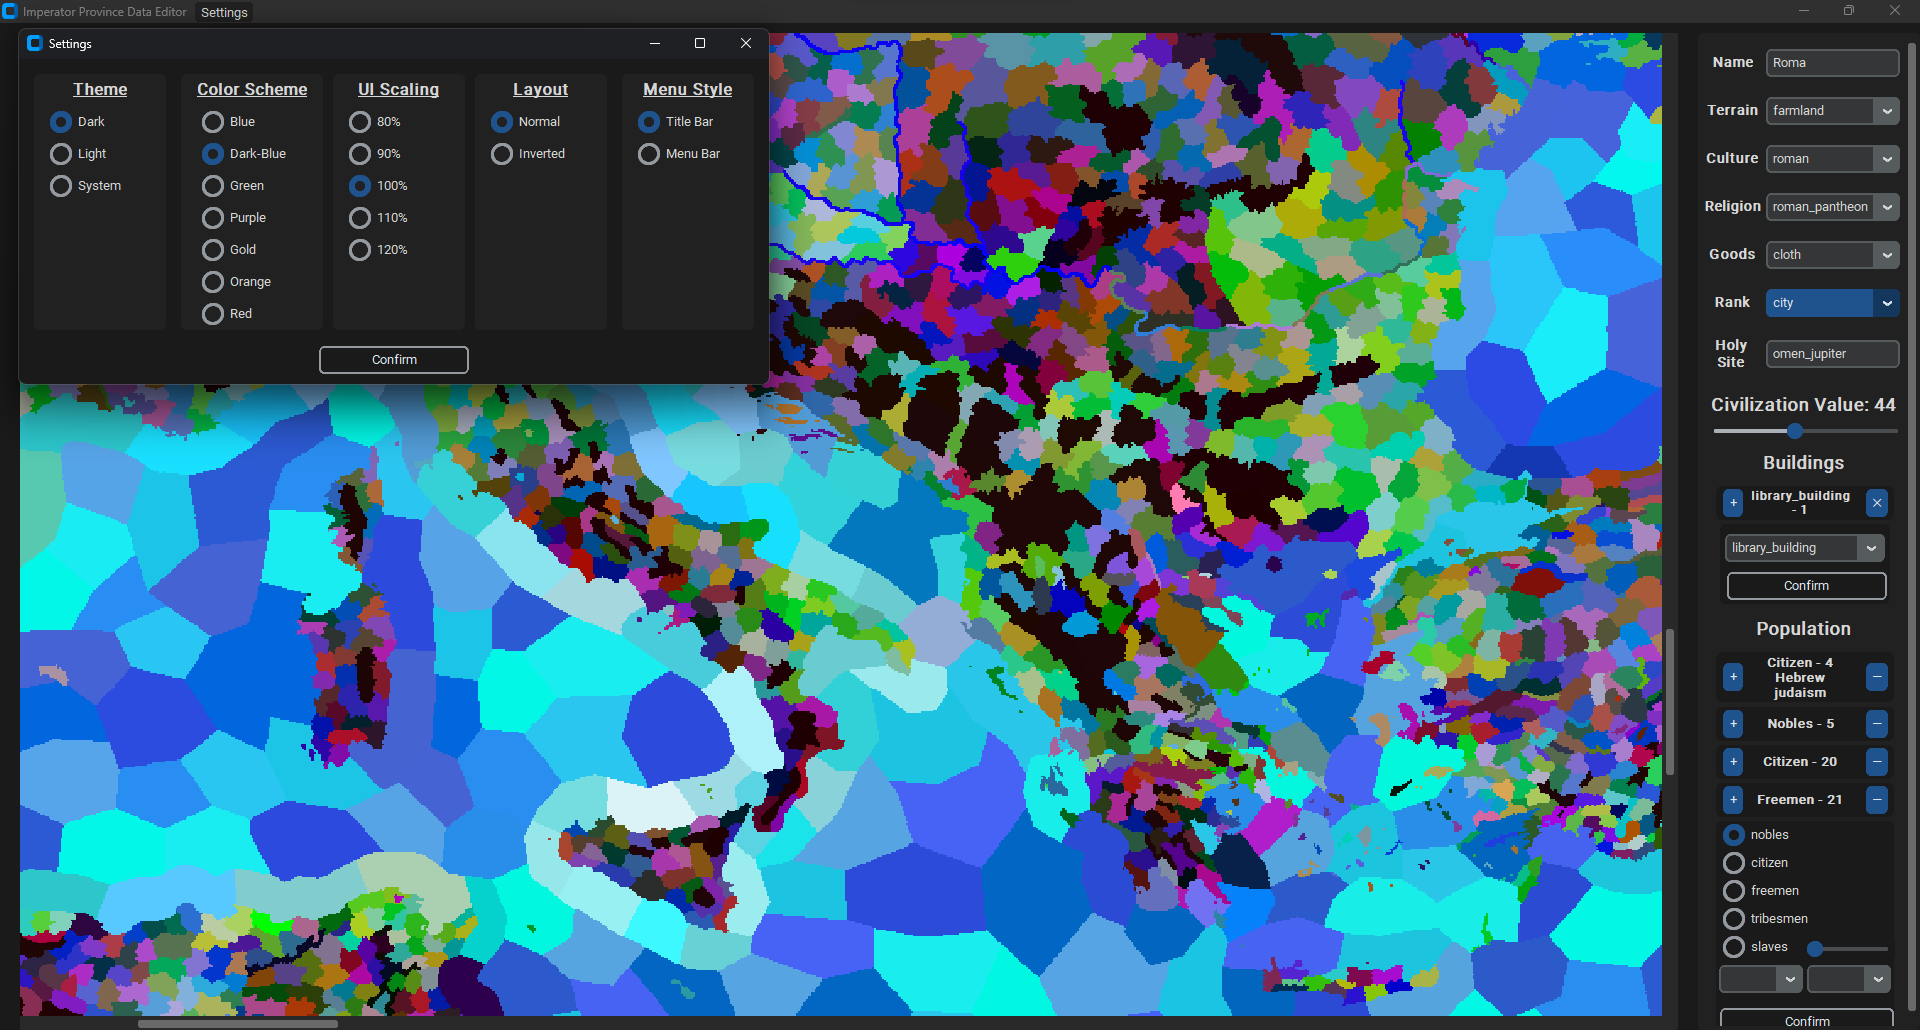 Imperator Province Data Editor
Settings
Settings
Theme
Dark
Light
System
Color Scheme
Blue
Dark-Blue
Green
Purple
Gold
Orange
Red
UI Scaling
80%
90%
100%
110%
120%
Layout
Normal
Inverted
Menu Style
Title Bar
Menu Bar
Confirm
Name
Roma
Terrain
farmland
Culture
roman
Religion
roman_pantheon
Goods
cloth
Rank
city
Holy
Site
omen_jupiter
Civilization Value: 44
Buildings
+
library_building
- 1
×
library_building
Confirm
Population
+
Citizen - 4
Hebrew
judaism
−
+
Nobles - 5
−
+
Citizen - 20
−
+
Freemen - 21
−
nobles
citizen
freemen
tribesmen
slaves
Confirm